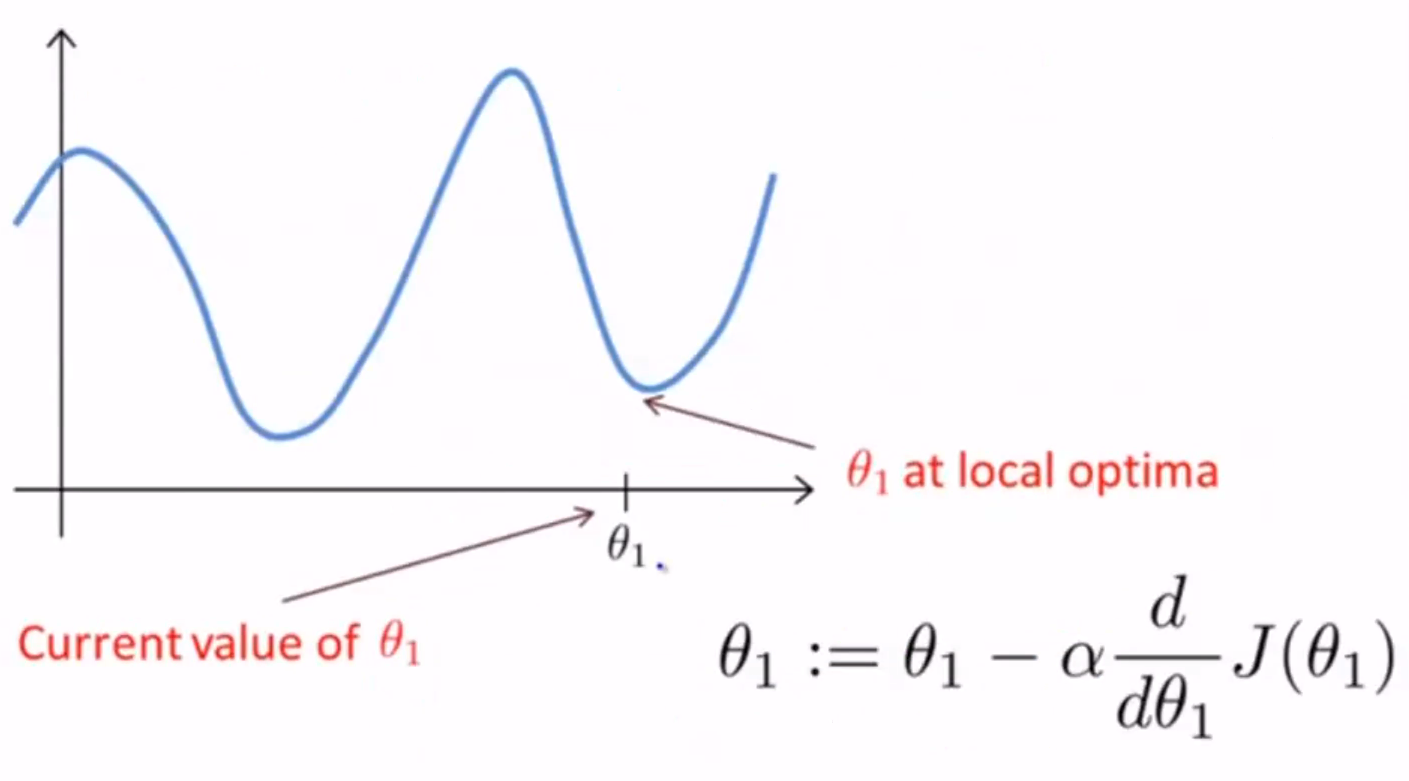 θ₁ at local optima
θ₁
Current value of θ₁
θ₁ := θ₁ − α d/dθ₁ J(θ₁)